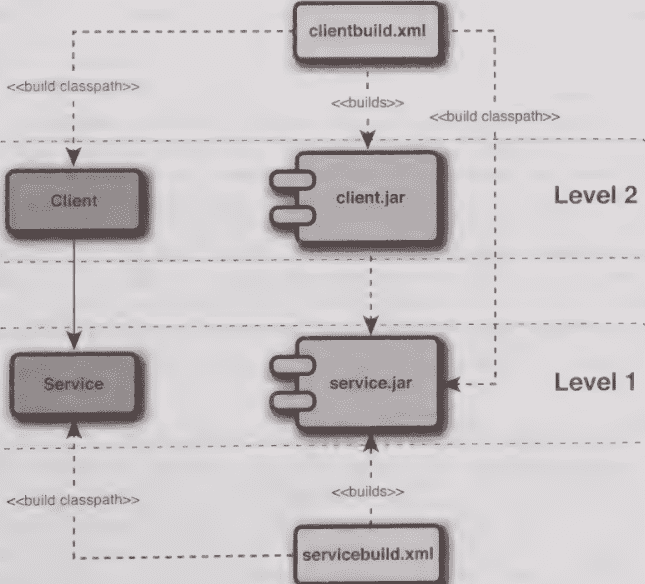 clientbuild.xml
<<build classpath>>
<<builds>>
<<build classpath>>
Client
client.jar
Level 2
Service
service.jar
Level 1
<<build classpath>>
<<builds>>
servicebuild.xml